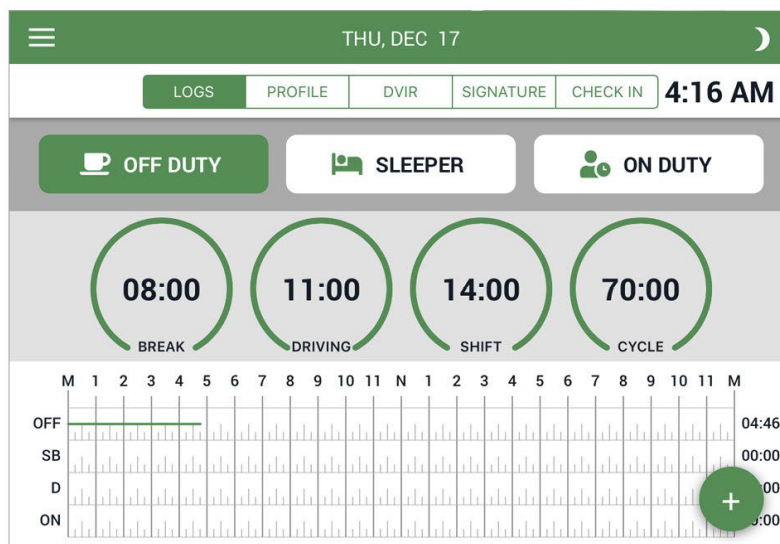 THU, DEC 17
LOGS PROFILE DVIR SIGNATURE CHECK IN 4:16 AM
OFF DUTY SLEEPER ON DUTY
08:00 11:00 14:00 70:00
BREAK DRIVING SHIFT CYCLE
M 1 2 3 4 5 6 7 8 9 10 11 N 1 2 3 4 5 6 7 8 9 10 11 M
OFF 04:46
SB 00:00
D :00
ON :00
+